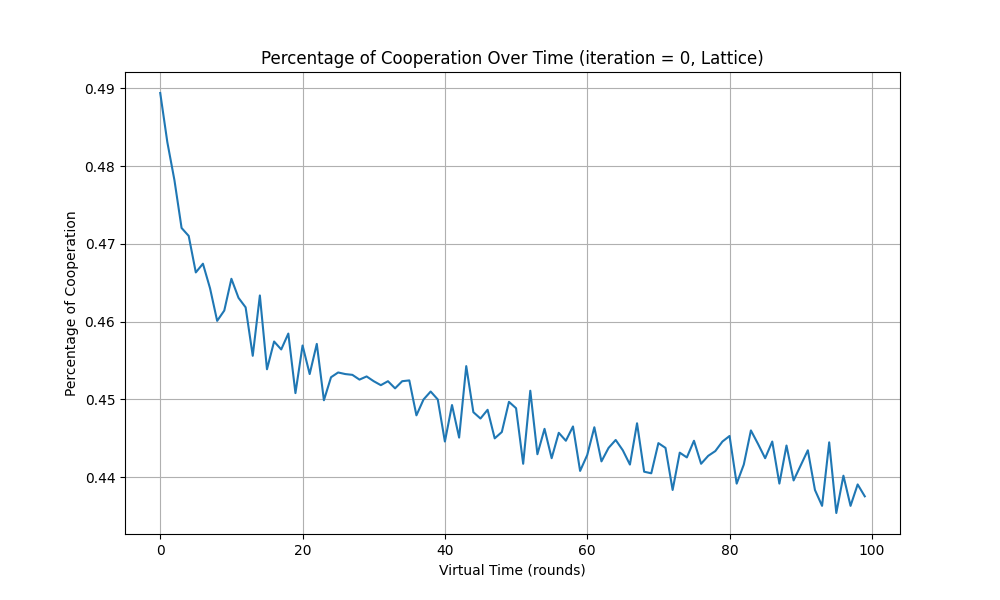 Percentage of Cooperation Over Time (iteration = 0, Lattice)
Percentage of Cooperation
0.49
0.48
0.47
0.46
0.45
0.44
0 20 40 60 80 100
Virtual Time (rounds)